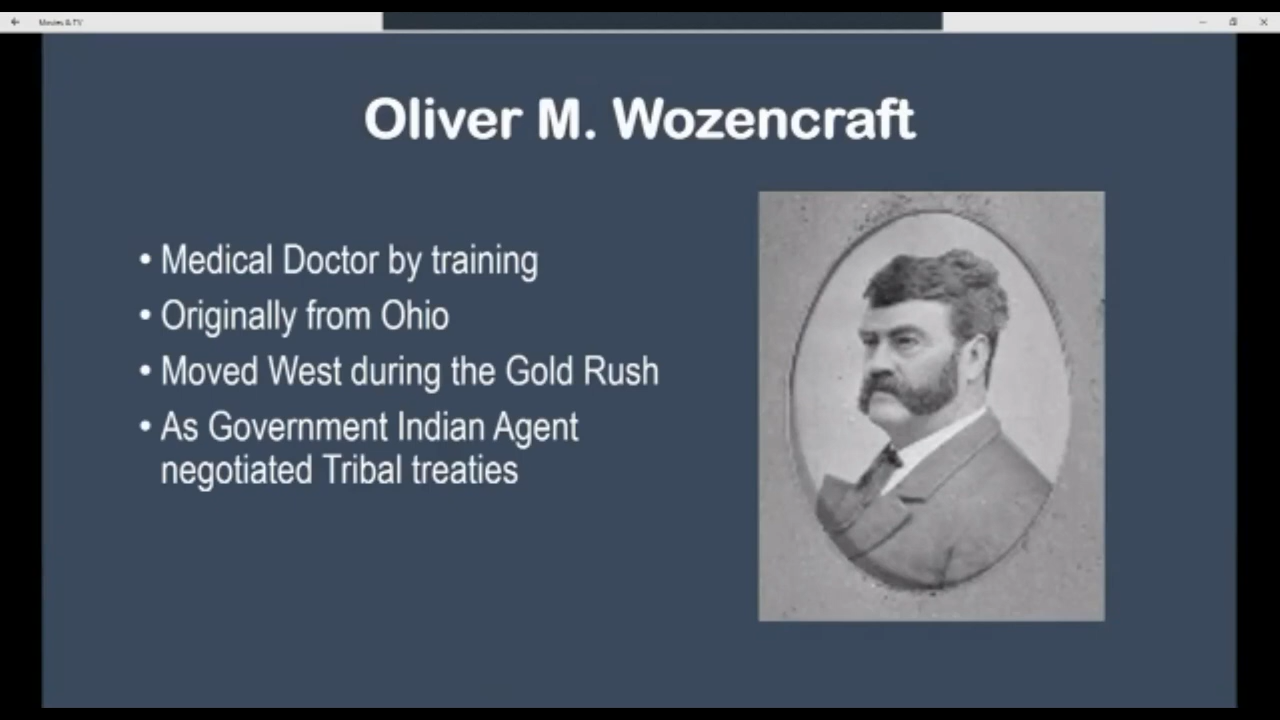 Movies & TV
Oliver M. Wozencraft
• Medical Doctor by training
• Originally from Ohio
• Moved West during the Gold Rush
• As Government Indian Agent
negotiated Tribal treaties